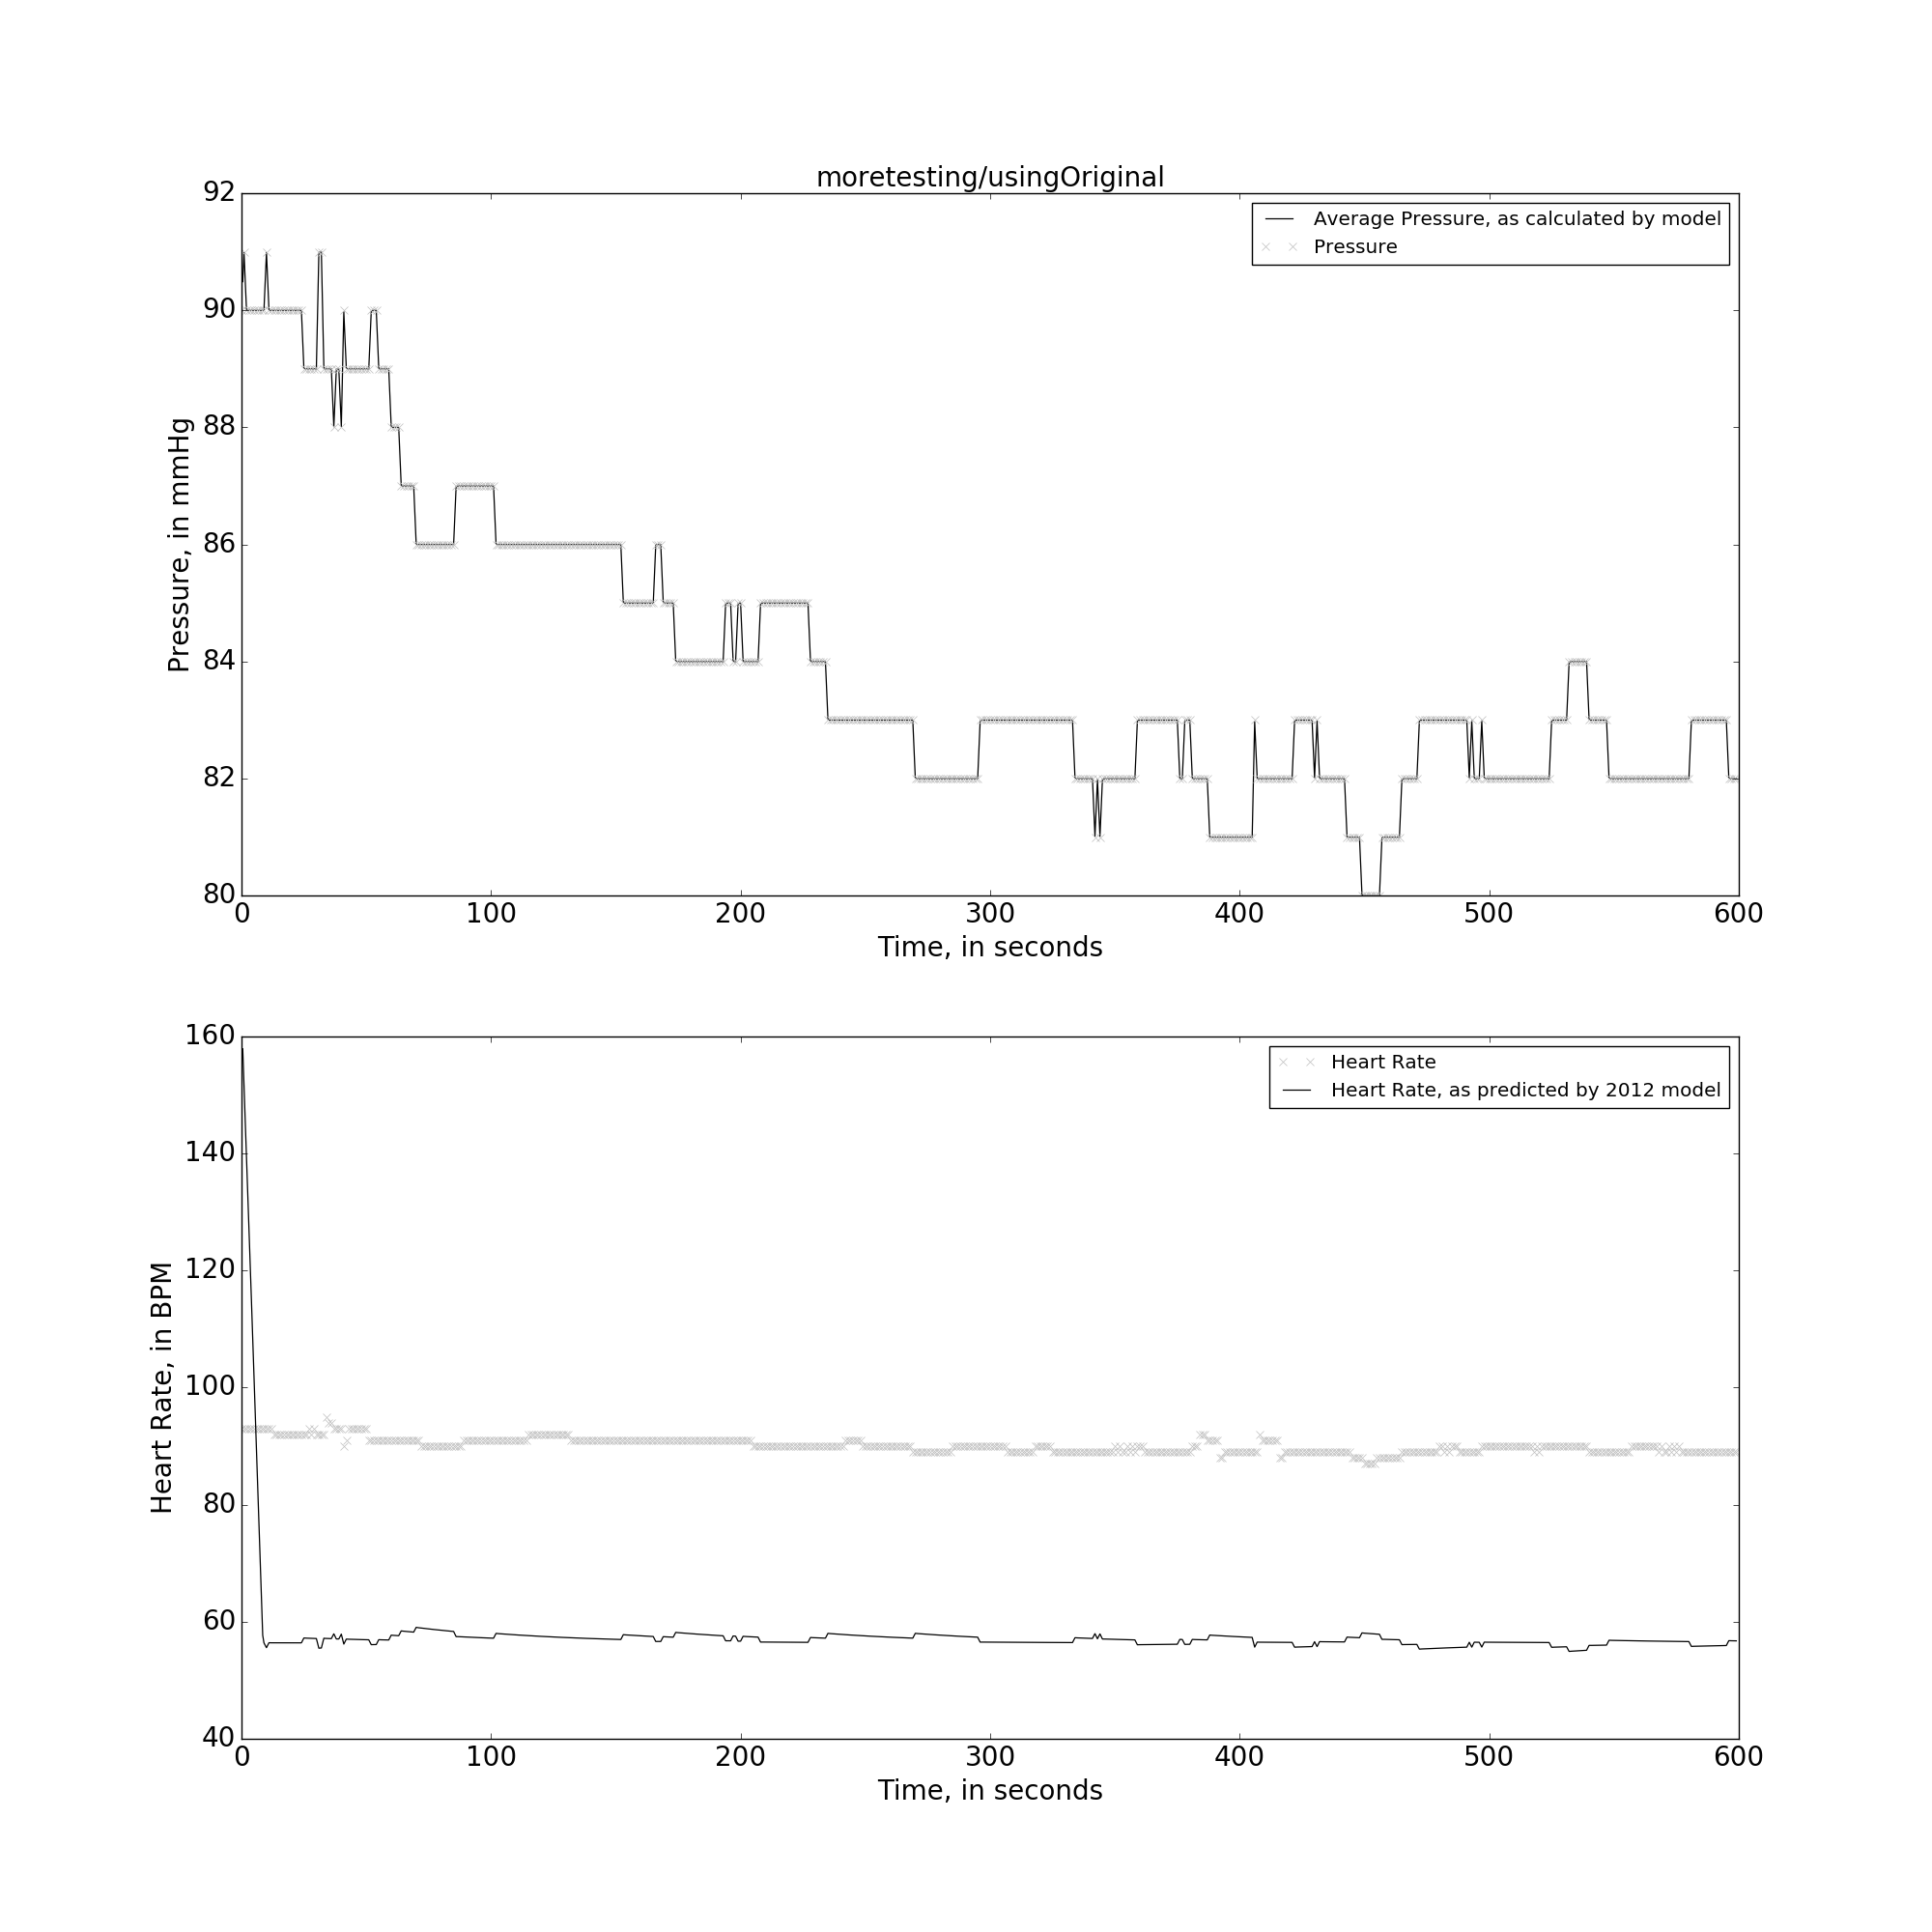 moretesting/usingOriginal
92
90
88
86
84
82
80
Pressure, in mmHg
Average Pressure, as calculated by model
Pressure
0 100 200 300 400 500 600
Time, in seconds
160
140
120
100
80
60
40
Heart Rate, in BPM
Heart Rate
Heart Rate, as predicted by 2012 model
0 100 200 300 400 500 600
Time, in seconds